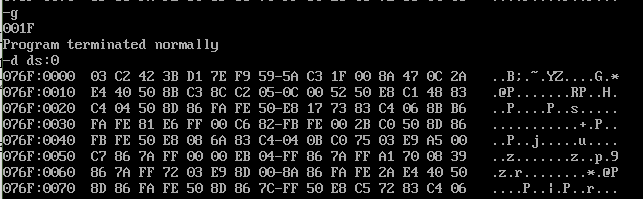 -g
001F
Program terminated normally
-d ds:0
076F:0000  03 C2 42 3B D1 7E F9 59-5A C3 1F 00 8A 47 0C 2A   ..B;.~.YZ....G.*
076F:0010  E4 40 50 8B C3 8C C2 05-0C 00 52 50 E8 C1 48 83   .@P.......RP..H.
076F:0020  C4 04 50 8D 86 FA FE 50-E8 17 73 83 C4 06 8B B6   ..P....P..s.....
076F:0030  FA FE 81 E6 FF 00 C6 82-FB FE 00 2B C0 50 8D 86   ...........+.P..
076F:0040  FB FE 50 E8 08 6A 83 C4-04 0B C0 75 03 E9 A5 00   ..P..j.....u....
076F:0050  C7 86 7A FF 00 00 EB 04-FF 86 7A FF A1 70 08 39   ..z.......z..p.9
076F:0060  86 7A FF 72 03 E9 8D 00-8A 86 FA FE 2A E4 40 50   .z.r........*.@P
076F:0070  8D 86 FA FE 50 8D 86 7C-FF 50 E8 C5 72 83 C4 06   ....P..|.P..r...